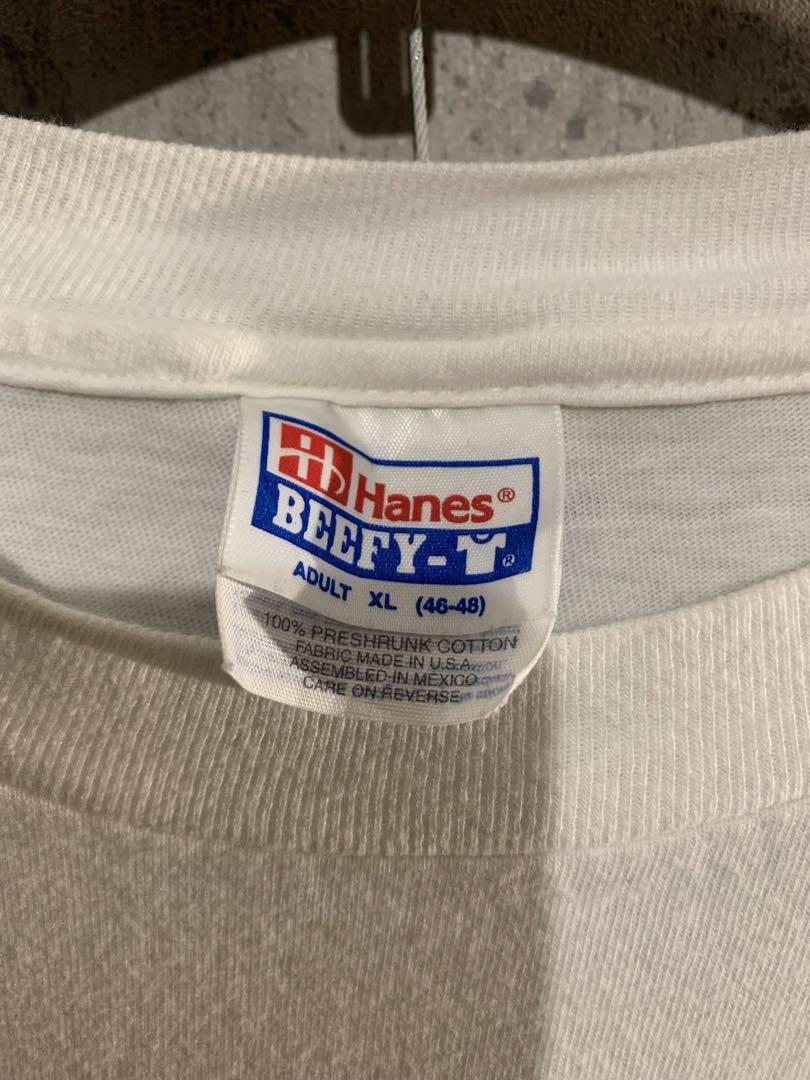 Hanes®
BEEFY-T®
ADULT XL (46-48)
100% PRESHRUNK COTTON
FABRIC MADE IN U.S.A.
ASSEMBLED IN MEXICO
CARE ON REVERSE